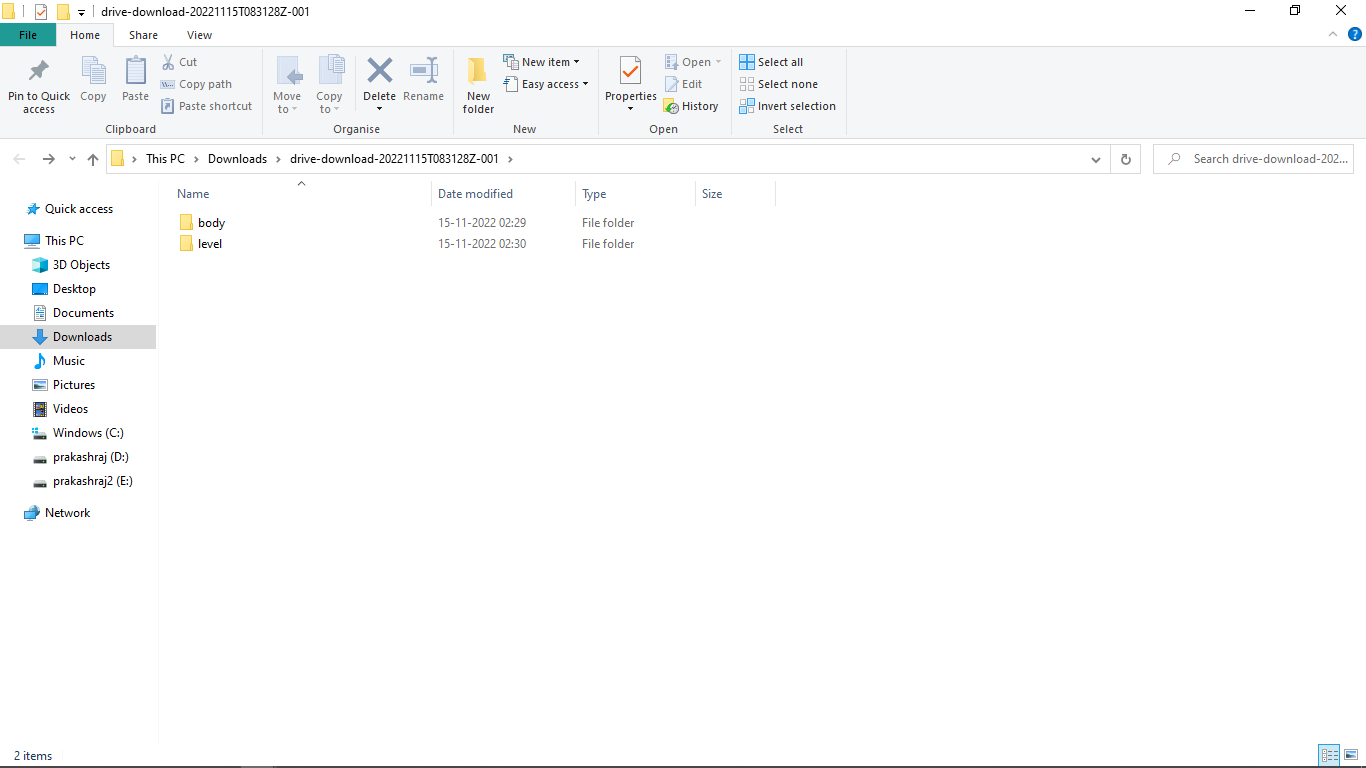 drive-download-20221115T083128Z-001
File Home Share View
Pin to Quick access
Copy
Paste
Cut
Copy path
Paste shortcut
Clipboard
Move to
Copy to
Delete
Rename
Organise
New folder
New item
Easy access
New
Properties
Open
Edit
History
Open
Select all
Select none
Invert selection
Select
This PC > Downloads > drive-download-20221115T083128Z-001 >
Search drive-download-202...
Name Date modified Type Size
body 15-11-2022 02:29 File folder
level 15-11-2022 02:30 File folder
Quick access
This PC
3D Objects
Desktop
Documents
Downloads
Music
Pictures
Videos
Windows (C:)
prakashraj (D:)
prakashraj2 (E:)
Network
2 items